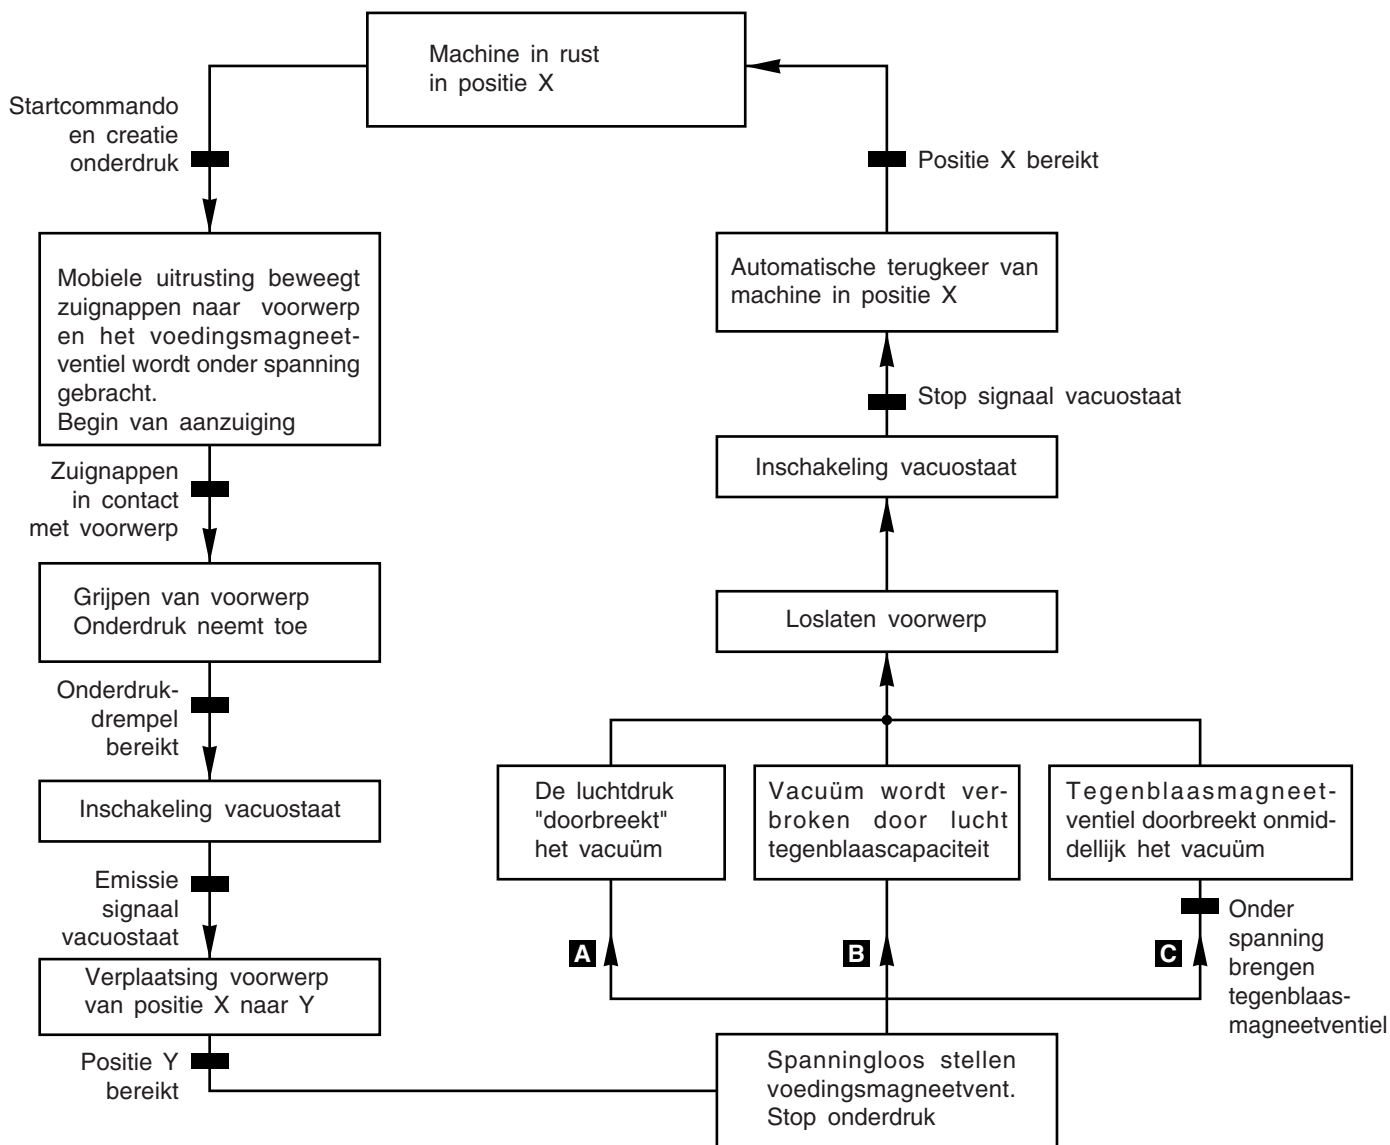 Machine in rust
in positie X
Startcommando
en creatie
onderdruk
Mobiele uitrusting beweegt
zuignappen naar voorwerp
en het voedingsmagneet-
ventiel wordt onder spanning
gebracht.
Begin van aanzuiging
Zuignappen
in contact
met voorwerp
Grijpen van voorwerp
Onderdruk neemt toe
Onderdruk-
drempel
bereikt
Inschakeling vacuostaat
Emissie
signaal
vacuostaat
Verplaatsing voorwerp
van positie X naar Y
Positie Y
bereikt
Spanningloos stellen
voedingsmagneetvent.
Stop onderdruk
A
B
C
Onder
spanning
brengen
tegenblaas-
magneetventiel
De luchtdruk
"doorbreekt"
het vacuüm
Vacuüm wordt ver-
broken door lucht
tegenblaascapaciteit
Tegenblaasmagneet-
ventiel doorbreekt onmid-
dellijk het vacuüm
Loslaten voorwerp
Inschakeling vacuostaat
Stop signaal vacuostaat
Automatische terugkeer van
machine in positie X
Positie X bereikt